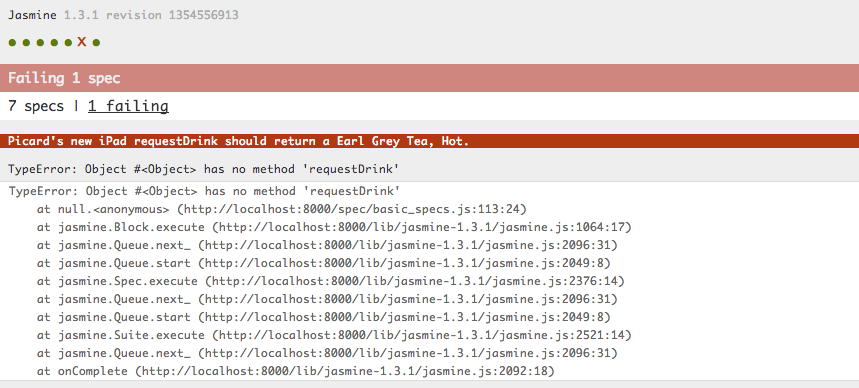 Jasmine 1.3.1 revision 1354556913
• • • • • X •
Failing 1 spec
7 specs | 1 failing
Picard's new iPad requestDrink should return a Earl Grey Tea, Hot.
TypeError: Object #<Object> has no method 'requestDrink'
TypeError: Object #<Object> has no method 'requestDrink'
at null.<anonymous> (http://localhost:8000/spec/basic_specs.js:113:24)
at jasmine.Block.execute (http://localhost:8000/lib/jasmine-1.3.1/jasmine.js:1064:17)
at jasmine.Queue.next_ (http://localhost:8000/lib/jasmine-1.3.1/jasmine.js:2096:31)
at jasmine.Queue.start (http://localhost:8000/lib/jasmine-1.3.1/jasmine.js:2049:8)
at jasmine.Spec.execute (http://localhost:8000/lib/jasmine-1.3.1/jasmine.js:2376:14)
at jasmine.Queue.next_ (http://localhost:8000/lib/jasmine-1.3.1/jasmine.js:2096:31)
at jasmine.Queue.start (http://localhost:8000/lib/jasmine-1.3.1/jasmine.js:2049:8)
at jasmine.Suite.execute (http://localhost:8000/lib/jasmine-1.3.1/jasmine.js:2521:14)
at jasmine.Queue.next_ (http://localhost:8000/lib/jasmine-1.3.1/jasmine.js:2096:31)
at onComplete (http://localhost:8000/lib/jasmine-1.3.1/jasmine.js:2092:18)